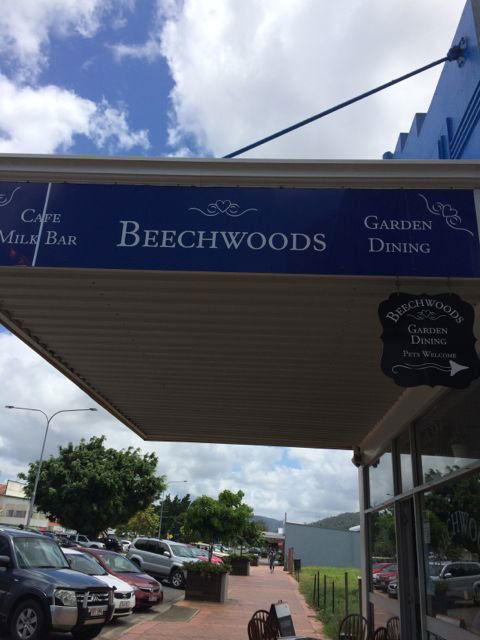 Cafe
Milk Bar
Beechwoods
Garden
Dining
Beechwoods
Garden
Dining
Pets Welcome